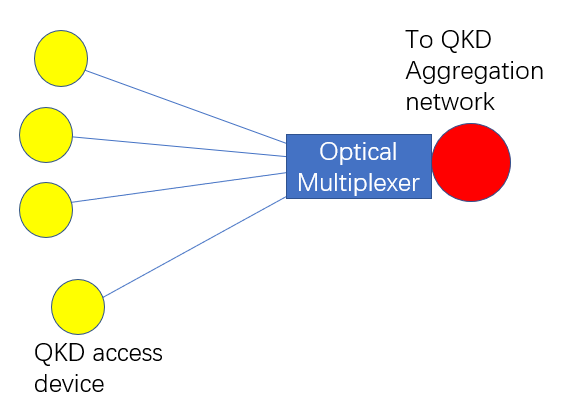 To QKD
Aggregation
network
Optical
Multiplexer
QKD access
device